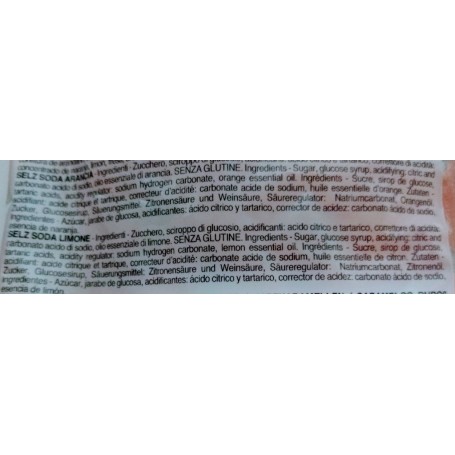 SELZ SODA ARANCIA - Ingredienti - Zucchero, sciroppo di
carbonato acido di sodio, olio essenziale di arancia. SENZA GLUTINE. Ingredients - Sugar, glucose syrup, acidifying: citric and
tartaric acids, acidity regulator: sodium hydrogen carbonate, orange essential oil. Ingrédients - Sucre, sirop de glucose,
acidifiant: acide citrique et tartrique, correcteur d'acidité: carbonate acide de sodium, huile essentielle d'orange. Zutaten -
Zucker, Glucosesirup, Säuerungsmittel: Zitronensäure und Weinsäure, Säureregulator: Natriumcarbonat, Orangenöl.
Ingredientes - Azúcar, jarabe de glucosa, acidificantes: ácido cítrico y tartárico, corrector de acidez: carbonato ácido de sodio,
esencia de naranja.
SELZ SODA LIMONE - Ingredienti - Zucchero, sciroppo di glucosio, acidificanti: acido citrico e tartarico, correttore di acidità:
carbonato acido di sodio, olio essenziale di limone. SENZA GLUTINE. Ingredients - Sugar, glucose syrup, acidifying: citric and
tartaric acids, acidity regulator: sodium hydrogen carbonate, lemon essential oil. Ingrédients - Sucre, sirop de glucose,
acidifiant: acide citrique et tartrique, correcteur d'acidité: carbonate acide de sodium, huile essentielle de citron. Zutaten -
Zucker, Glucosesirup, Säuerungsmittel: Zitronensäure und Weinsäure, Säureregulator: Natriumcarbonat, Zitronenöl.
Ingredientes - Azúcar, jarabe de glucosa, acidificantes: ácido cítrico y tartárico, corrector de acidez: carbonato ácido de sodio,
esencia de limón.